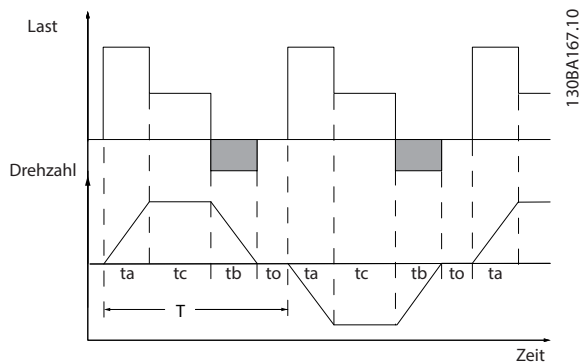 Last
130BA167.10
Drehzahl
ta tc tb to ta tc tb to ta
T
Zeit